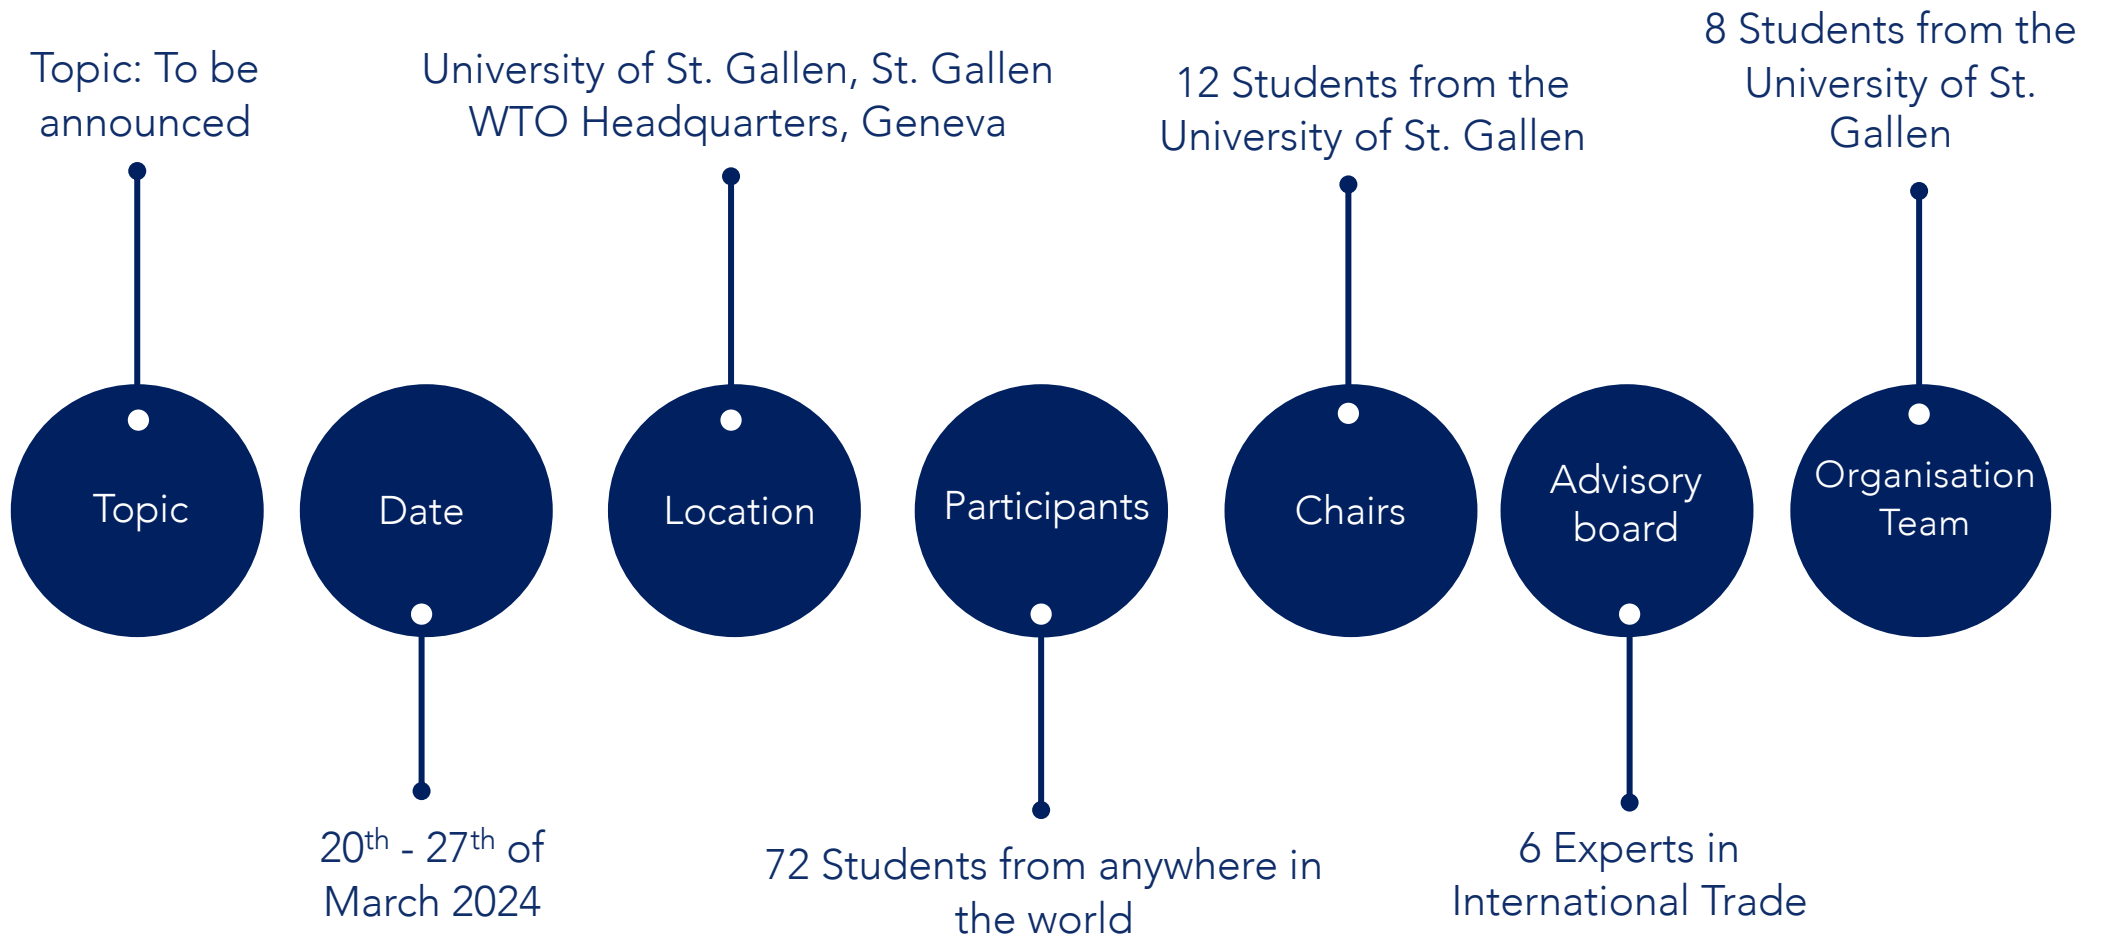 Topic: To be
announced
University of St. Gallen, St. Gallen
WTO Headquarters, Geneva
12 Students from the
University of St. Gallen
8 Students from the
University of St.
Gallen
Topic
Date
Location
Participants
Chairs
Advisory
board
Organisation
Team
20th - 27th of
March 2024
72 Students from anywhere in
the world
6 Experts in
International Trade